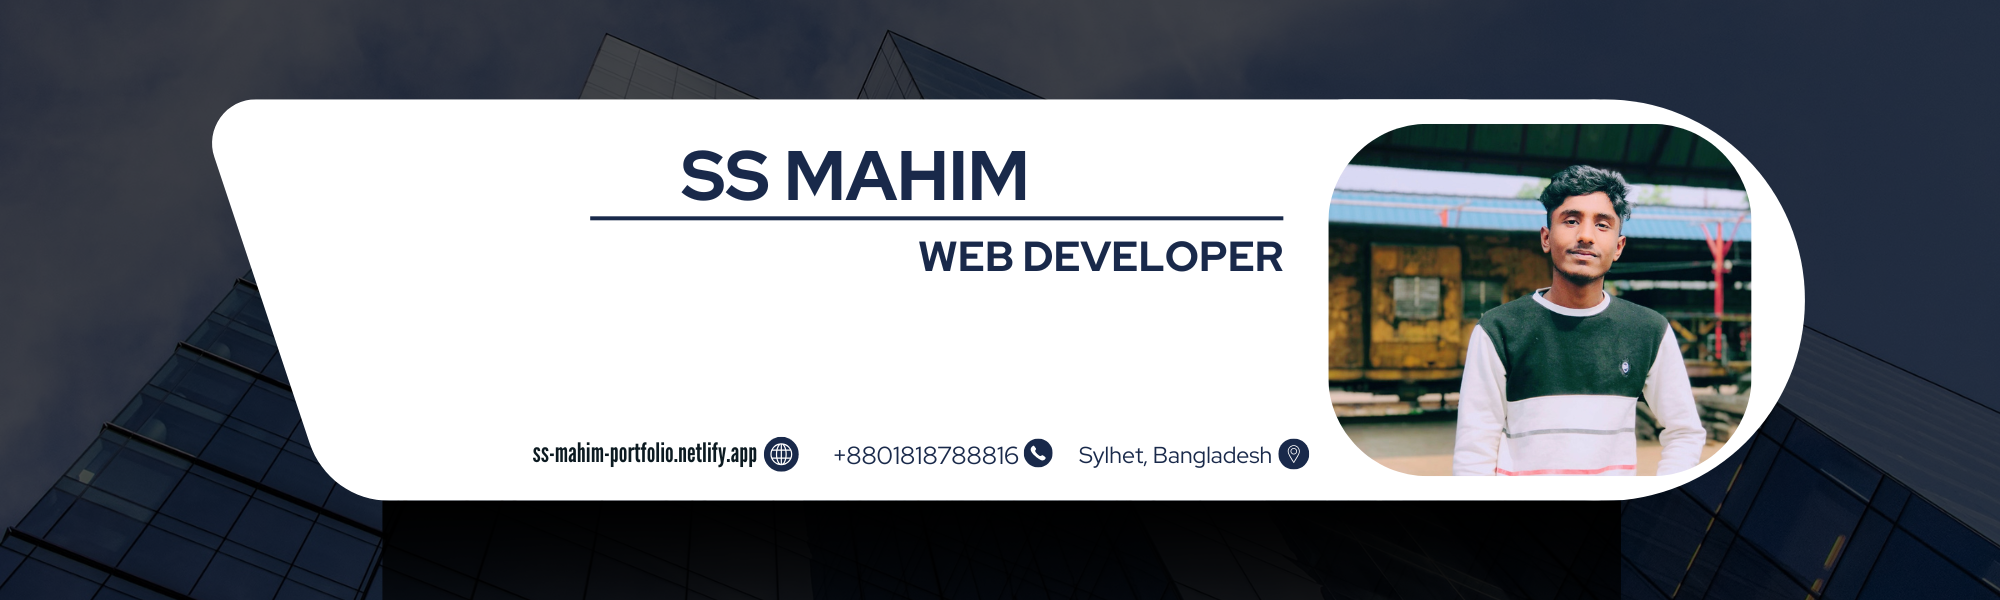 SS MAHIM
WEB DEVELOPER
ss-mahim-portfolio.netlify.app
+8801818788816
Sylhet, Bangladesh